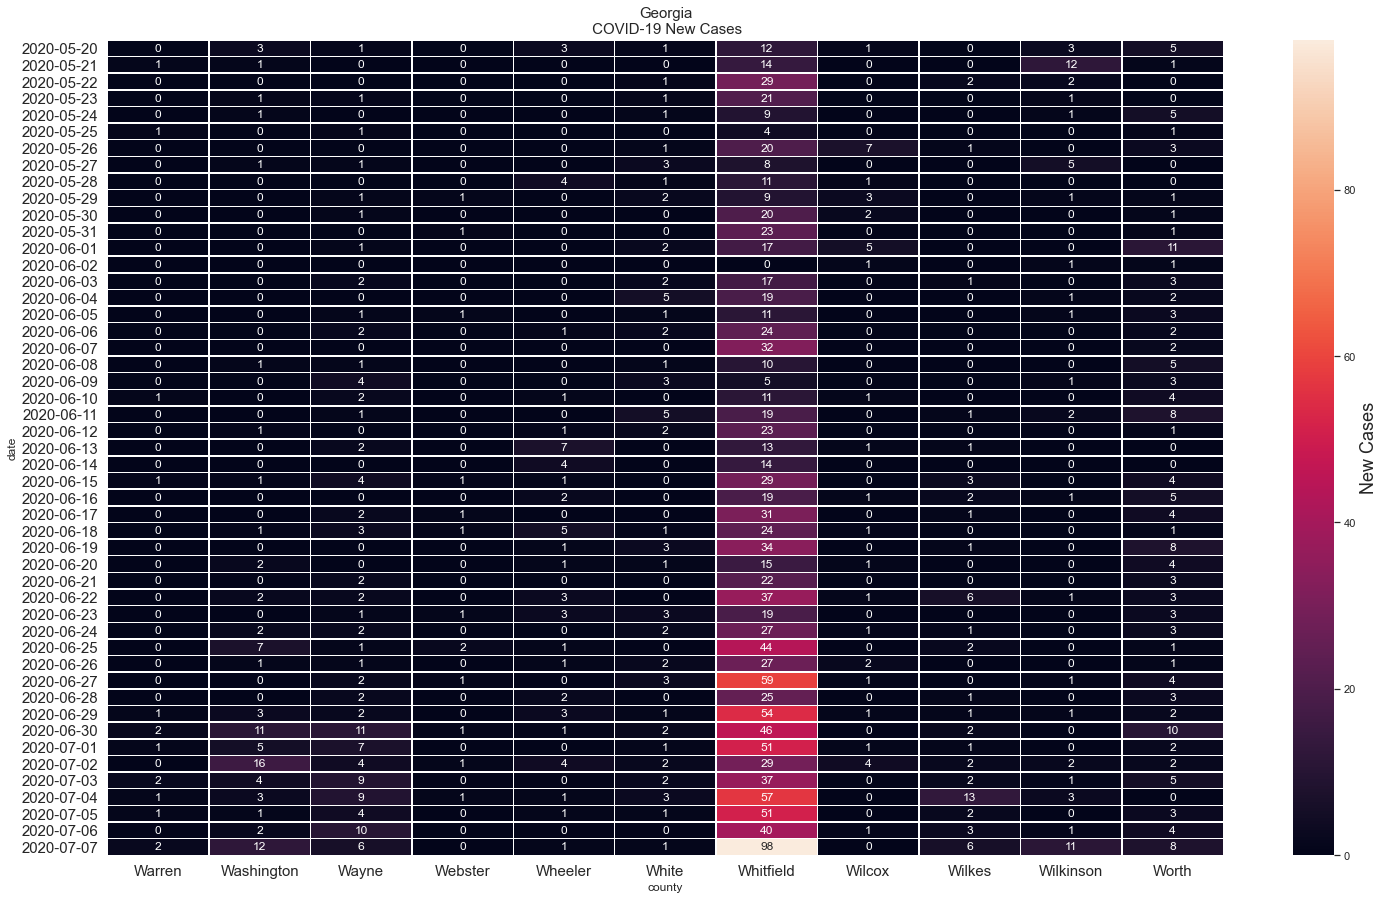 Georgia
COVID-19 New Cases
2020-05-20 0 3 1 0 3 1 12 1 0 3 5
2020-05-21 1 1 0 0 0 0 14 0 0 12 1
2020-05-22 0 0 0 0 0 1 29 0 2 2 0
2020-05-23 0 1 1 0 0 1 21 0 0 1 0
2020-05-24 0 1 0 0 0 1 9 0 0 1 5
2020-05-25 1 0 1 0 0 0 4 0 0 0 1
2020-05-26 0 0 0 0 0 1 20 7 1 0 3
2020-05-27 0 1 1 0 0 3 8 0 0 5 0
2020-05-28 0 0 0 0 4 1 11 1 0 0 0
2020-05-29 0 0 1 1 0 2 9 3 0 1 1
2020-05-30 0 0 1 0 0 0 20 2 0 0 1
2020-05-31 0 0 0 1 0 0 23 0 0 0 1
2020-06-01 0 0 1 0 0 2 17 5 0 0 11
2020-06-02 0 0 0 0 0 0 0 1 0 1 1
2020-06-03 0 0 2 0 0 2 17 0 1 0 3
2020-06-04 0 0 0 0 0 5 19 0 0 1 2
2020-06-05 0 0 1 1 0 1 11 0 0 1 3
2020-06-06 0 0 2 0 1 2 24 0 0 0 2
2020-06-07 0 0 0 0 0 0 32 0 0 0 2
2020-06-08 0 1 1 0 0 1 10 0 0 0 5
2020-06-09 0 0 4 0 0 3 5 0 0 1 3
2020-06-10 1 0 2 0 1 0 11 1 0 0 4
2020-06-11 0 0 1 0 0 5 19 0 1 2 8
2020-06-12 0 1 0 0 1 2 23 0 0 0 1
2020-06-13 0 0 2 0 7 0 13 1 1 0 0
2020-06-14 0 0 0 0 4 0 14 0 0 0 0
2020-06-15 1 1 4 1 1 0 29 0 3 0 4
2020-06-16 0 0 0 0 2 0 19 1 2 1 5
2020-06-17 0 0 2 1 0 0 31 0 1 0 4
2020-06-18 0 1 3 1 5 1 24 1 0 0 1
2020-06-19 0 0 0 0 1 3 34 0 1 0 8
2020-06-20 0 2 0 0 1 1 15 1 0 0 4
2020-06-21 0 0 2 0 0 0 22 0 0 0 3
2020-06-22 0 2 2 0 3 0 37 1 6 1 3
2020-06-23 0 0 1 1 3 3 19 0 0 0 3
2020-06-24 0 2 2 0 0 2 27 1 1 0 3
2020-06-25 0 7 1 2 1 0 44 0 2 0 1
2020-06-26 0 1 1 0 1 2 27 2 0 0 1
2020-06-27 0 0 2 1 0 3 59 1 0 1 4
2020-06-28 0 0 2 0 2 0 25 0 1 0 3
2020-06-29 1 3 2 0 3 1 54 1 1 1 2
2020-06-30 2 11 11 1 1 2 46 0 2 0 10
2020-07-01 1 5 7 0 0 1 51 1 1 0 2
2020-07-02 0 16 4 1 4 2 29 4 2 2 2
2020-07-03 2 4 9 0 0 2 37 0 2 1 5
2020-07-04 1 3 9 1 1 3 57 0 13 3 0
2020-07-05 1 1 4 0 1 1 51 0 2 0 3
2020-07-06 0 2 10 0 0 0 40 1 3 1 4
2020-07-07 2 12 6 0 1 1 98 0 6 11 8
Warren Washington Wayne Webster Wheeler White Whitfield Wilcox Wilkes Wilkinson Worth
county
date
80
60
40
20
0
New Cases